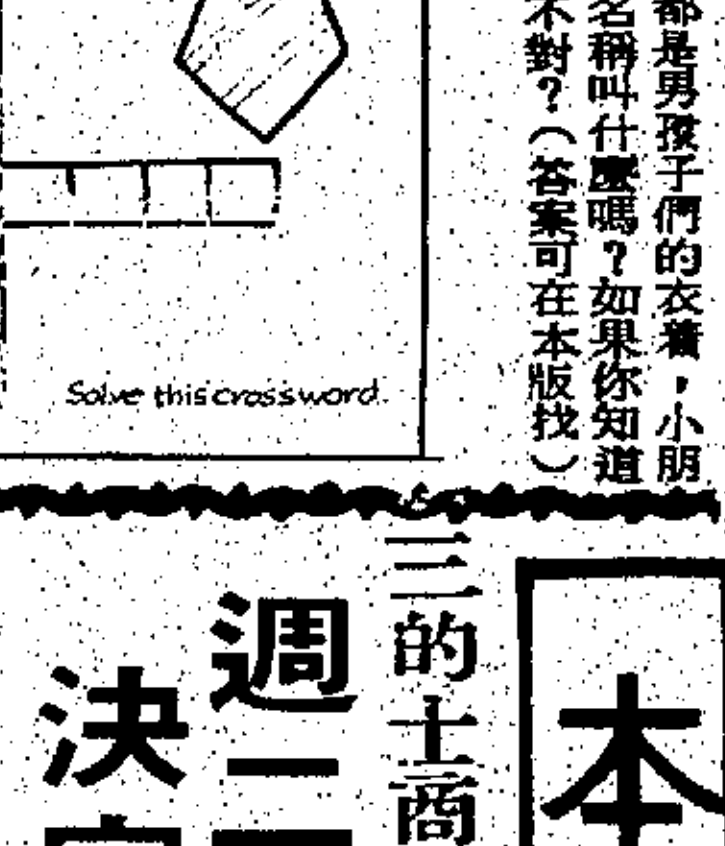 都是男孩子們的衣着，小朋
名稱叫什麼嗎？如果你知道
不對？（答案可在本版找）
Solve this crossword
本
三的士商
週二
決